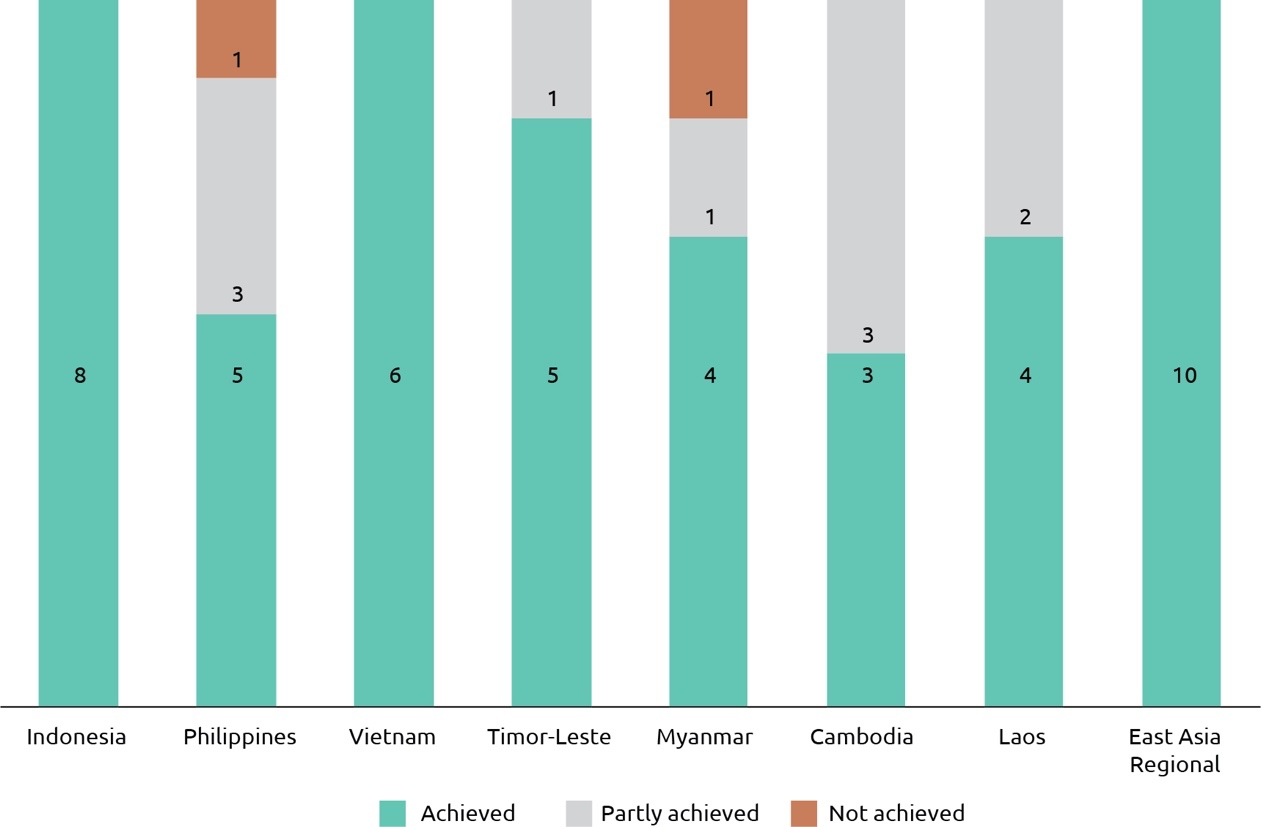 1
1
1
3
1
2
3
8
5
6
5
4
3
4
10
Indonesia
Philippines
Vietnam
Timor-Leste
Myanmar
Cambodia
Laos
East Asia
Regional
Achieved
Partly achieved
Not achieved